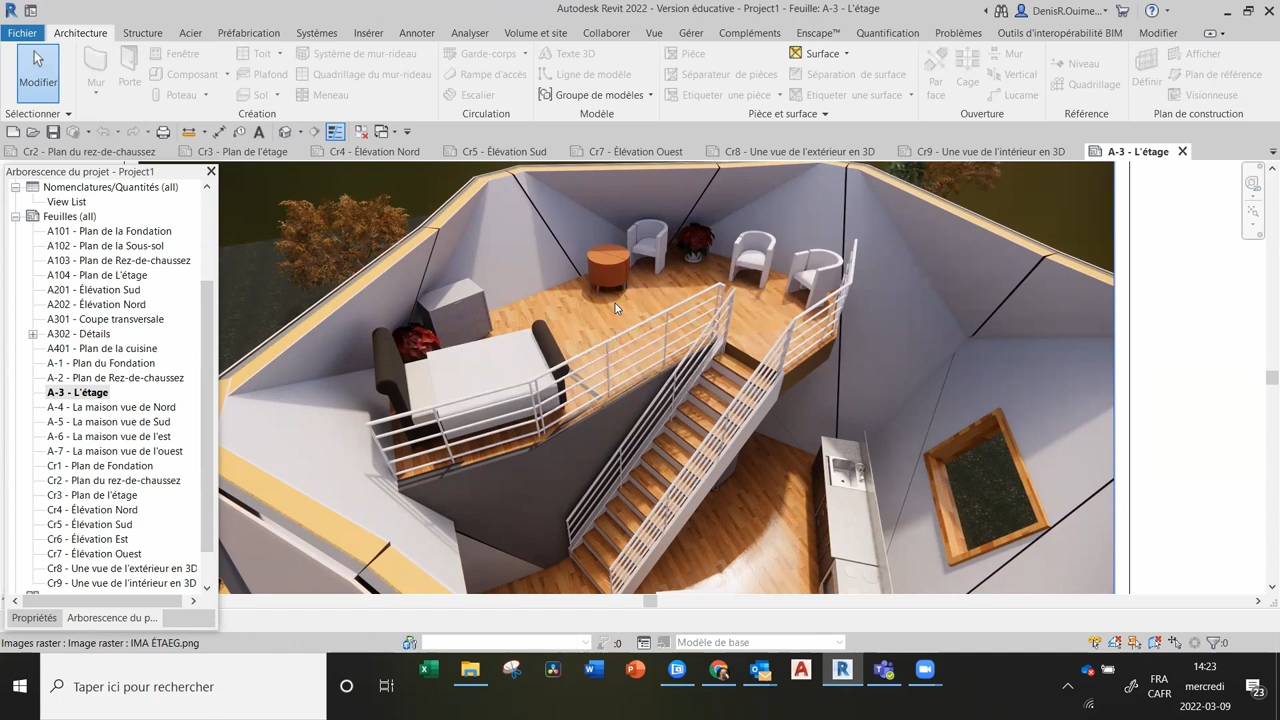 Autodesk Revit 2022 - Version éducative - Project1 - Feuille: A-3 - L'étage
DenisR.Ouime...
Fichier Architecture Structure Acier Préfabrication Systèmes Insérer Annoter Analyser Volume et site Collaborer Vue Gérer Compléments Enscape™ Quantification Problèmes Outils d'interopérabilité BIM Modifier
Modifier
Mur
Porte
Fenêtre
Composant
Poteau
Toit
Plafond
Sol
Système de mur-rideau
Quadrillage du mur-rideau
Meneau
Garde-corps
Rampe d'accès
Escalier
Texte 3D
Ligne de modèle
Groupe de modèles
Pièce
Séparateur de pièces
Etiqueter une pièce
Surface
Séparation de surface
Etiqueter une surface
Par face
Cage
Mur
Vertical
Lucarne
Niveau
Quadrillage
Définir
Afficher
Plan de référence
Visionneuse
Sélectionner Création Circulation Modèle Pièce et surface Ouverture Référence Plan de construction
Cr2 - Plan du rez-de-chaussez Cr3 - Plan de l'étage Cr4 - Élévation Nord Cr5 - Élévation Sud Cr7 - Élévation Ouest Cr8 - Une vue de l'extérieur en 3D Cr9 - Une vue de l'intérieur en 3D A-3 - L'étage
Arborescence du projet - Project1
Nomenclatures/Quantités (all)
View List
Feuilles (all)
A101 - Plan de la Fondation
A102 - Plan de la Sous-sol
A103 - Plan de Rez-de-chaussez
A104 - Plan de L'étage
A201 - Élévation Sud
A202 - Élévation Nord
A301 - Coupe transversale
A302 - Détails
A401 - Plan de la cuisine
A-1 - Plan du Fondation
A-2 - Plan de Rez-de-chaussez
A-3 - L'étage
A-4 - La maison vue de Nord
A-5 - La maison vue de Sud
A-6 - La maison vue de l'est
A-7 - La maison vue de l'ouest
Cr1 - Plan de Fondation
Cr2 - Plan du rez-de-chaussez
Cr3 - Plan de l'étage
Cr4 - Élévation Nord
Cr5 - Élévation Sud
Cr6 - Élévation Est
Cr7 - Élévation Ouest
Cr8 - Une vue de l'extérieur en 3D
Cr9 - Une vue de l'intérieur en 3D
Propriétés Arborescence du p...
Images raster : Image raster : IMA ÉTAEG.png
:0
Modèle de base
:0
Taper ici pour rechercher
FRA
CAFR
14:23
mercredi
2022-03-09
23